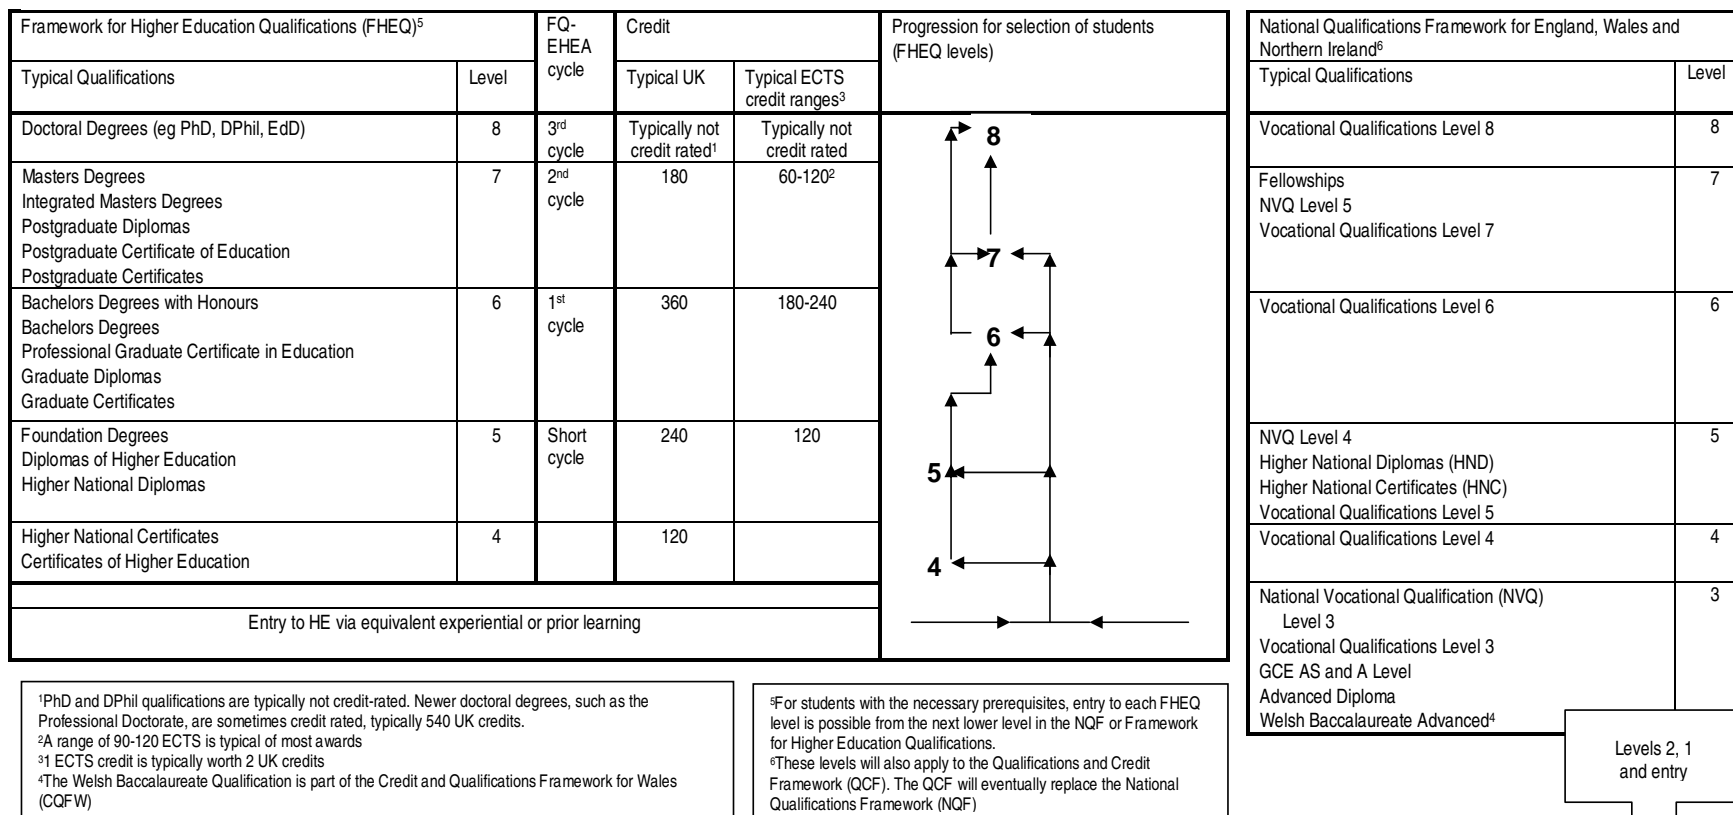 Framework for Higher Education Qualifications (FHEQ)⁵
FQ-
EHEA
cycle
Credit
Progression for selection of students
(FHEQ levels)
Typical Qualifications
Level
Typical UK
Typical ECTS
credit ranges³
Doctoral Degrees (eg PhD, DPhil, EdD)
8
3rd
cycle
Typically not
credit rated¹
Typically not
credit rated
Masters Degrees
Integrated Masters Degrees
Postgraduate Diplomas
Postgraduate Certificate of Education
Postgraduate Certificates
7
2nd
cycle
180
60-120²
Bachelors Degrees with Honours
Bachelors Degrees
Professional Graduate Certificate in Education
Graduate Diplomas
Graduate Certificates
6
1st
cycle
360
180-240
Foundation Degrees
Diplomas of Higher Education
Higher National Diplomas
5
Short
cycle
240
120
Higher National Certificates
Certificates of Higher Education
4
120
Entry to HE via equivalent experiential or prior learning
8
7
6
5
4
National Qualifications Framework for England, Wales and
Northern Ireland⁶
Typical Qualifications
Level
Vocational Qualifications Level 8
8
Fellowships
NVQ Level 5
Vocational Qualifications Level 7
7
Vocational Qualifications Level 6
6
NVQ Level 4
Higher National Diplomas (HND)
Higher National Certificates (HNC)
Vocational Qualifications Level 5
5
Vocational Qualifications Level 4
4
National Vocational Qualification (NVQ)
Level 3
Vocational Qualifications Level 3
GCE AS and A Level
Advanced Diploma
Welsh Baccalaureate Advanced⁴
3
Levels 2, 1
and entry
¹PhD and DPhil qualifications are typically not credit-rated. Newer doctoral degrees, such as the
Professional Doctorate, are sometimes credit rated, typically 540 UK credits.
²A range of 90-120 ECTS is typical of most awards
³1 ECTS credit is typically worth 2 UK credits
⁴The Welsh Baccalaureate Qualification is part of the Credit and Qualifications Framework for Wales
(CQFW)
⁵For students with the necessary prerequisites, entry to each FHEQ
level is possible from the next lower level in the NQF or Framework
for Higher Education Qualifications.
⁶These levels will also apply to the Qualifications and Credit
Framework (QCF). The QCF will eventually replace the National
Qualifications Framework (NQF)